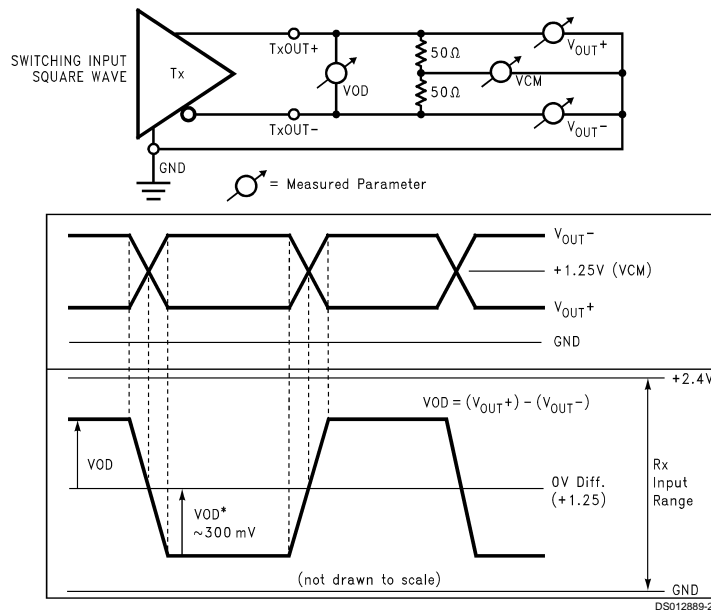 SWITCHING INPUT
SQUARE WAVE
Tx
TxOUT+
TxOUT−
VOD
50Ω
50Ω
VCM
VOUT+
VOUT−
GND
= Measured Parameter
VOUT−
+1.25V (VCM)
VOUT+
GND
+2.4V
VOD = (VOUT+) − (VOUT−)
VOD
0V Diff.
(+1.25)
Rx
Input
Range
VOD*
~300 mV
(not drawn to scale)
GND
DS012889-2